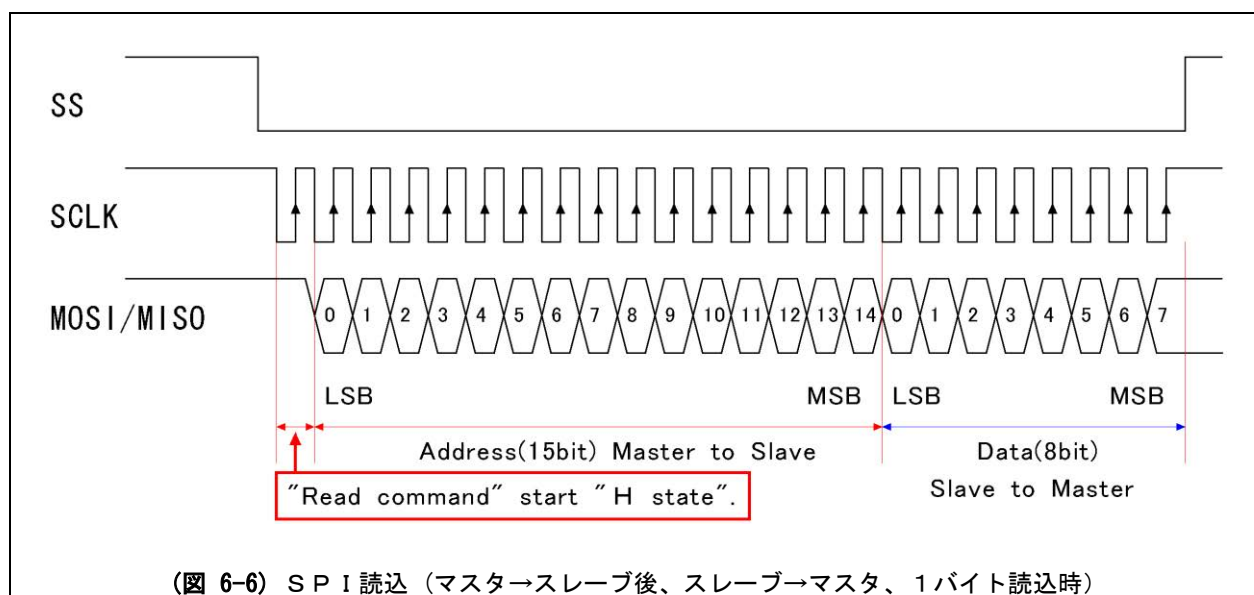 SS
SCLK
MOSI/MISO
0 1 2 3 4 5 6 7 8 9 10 11 12 13 14 0 1 2 3 4 5 6 7
LSB MSB LSB MSB
Address(15bit) Master to Slave
Data(8bit)
Slave to Master
"Read command" start "H state".
(図 6-6) ＳＰＩ読込（マスタ→スレーブ後、スレーブ→マスタ、１バイト読込時）